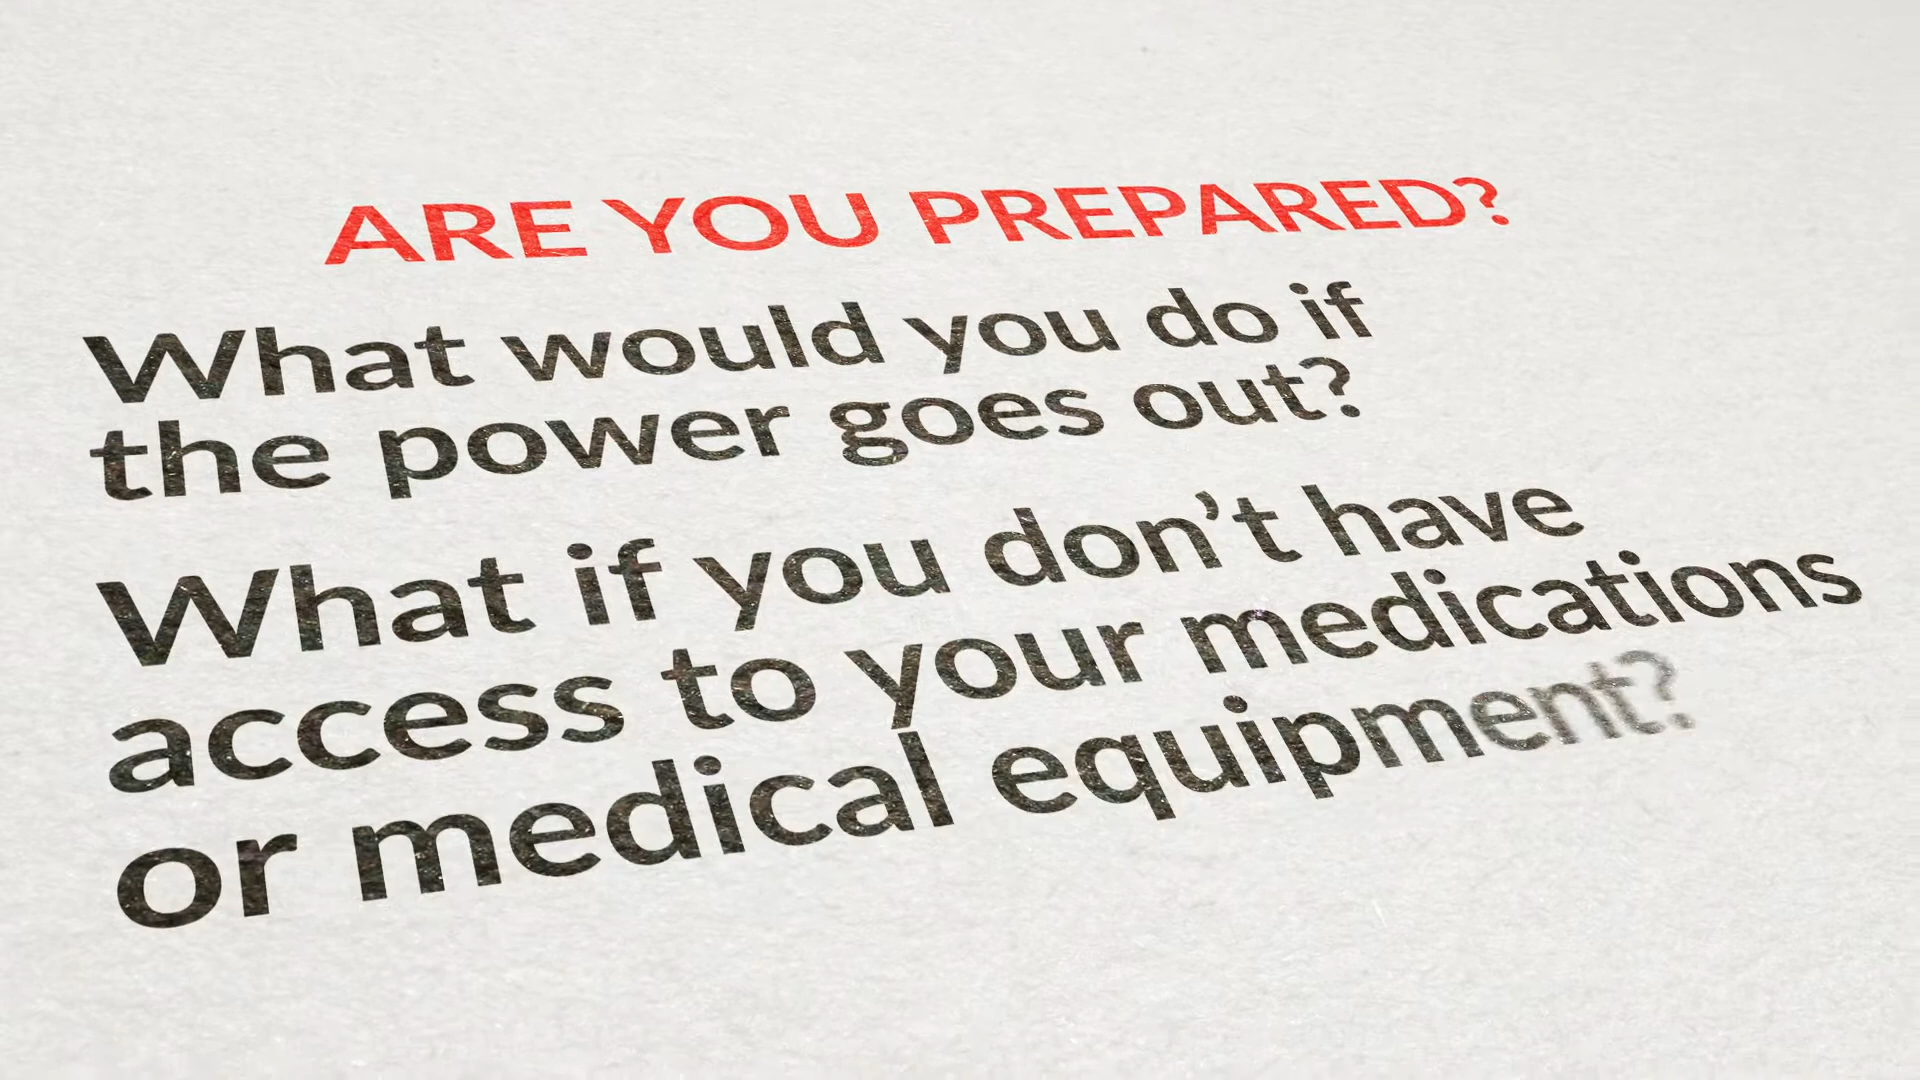 ARE YOU PREPARED?
What would you do if
the power goes out?
What if you don’t have
access to your medications
or medical equipment?